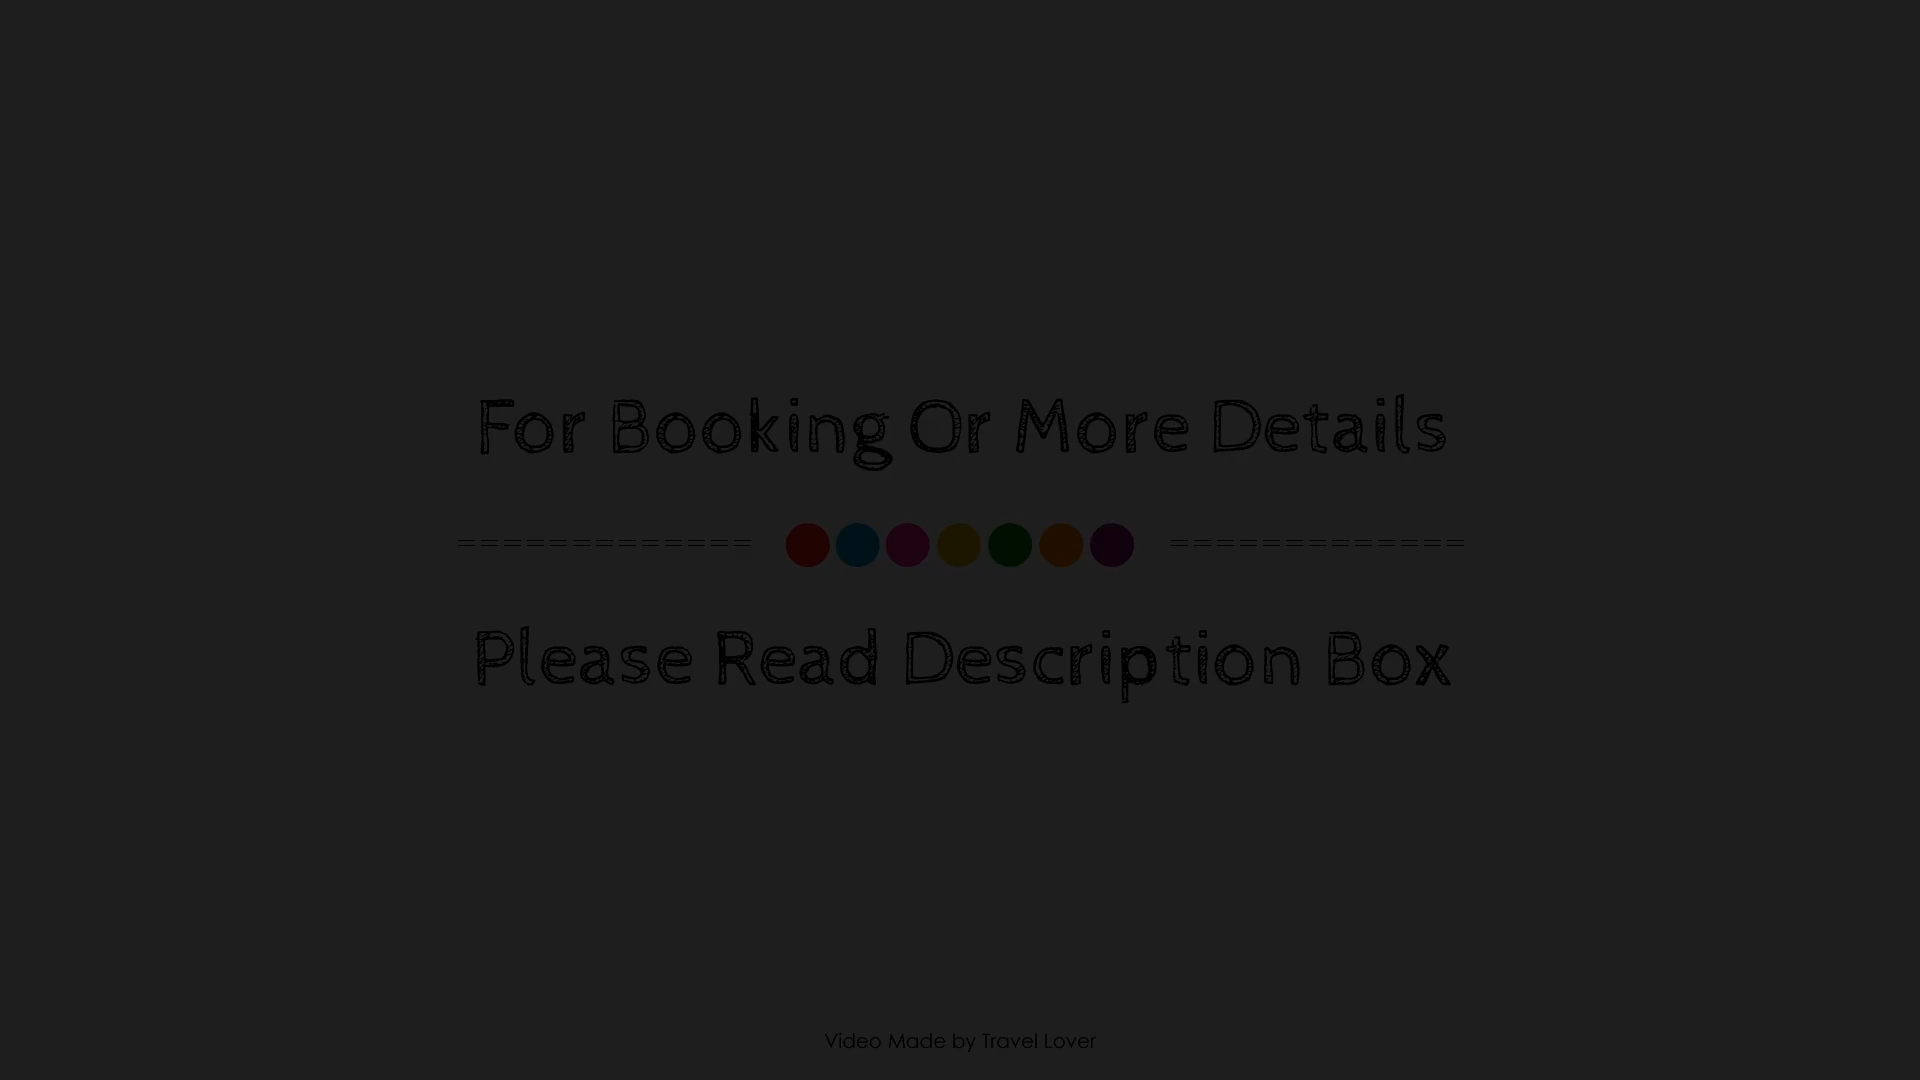 For Booking Or More Details
============= =============
Please Read Description Box
Video Made by Travel Lover